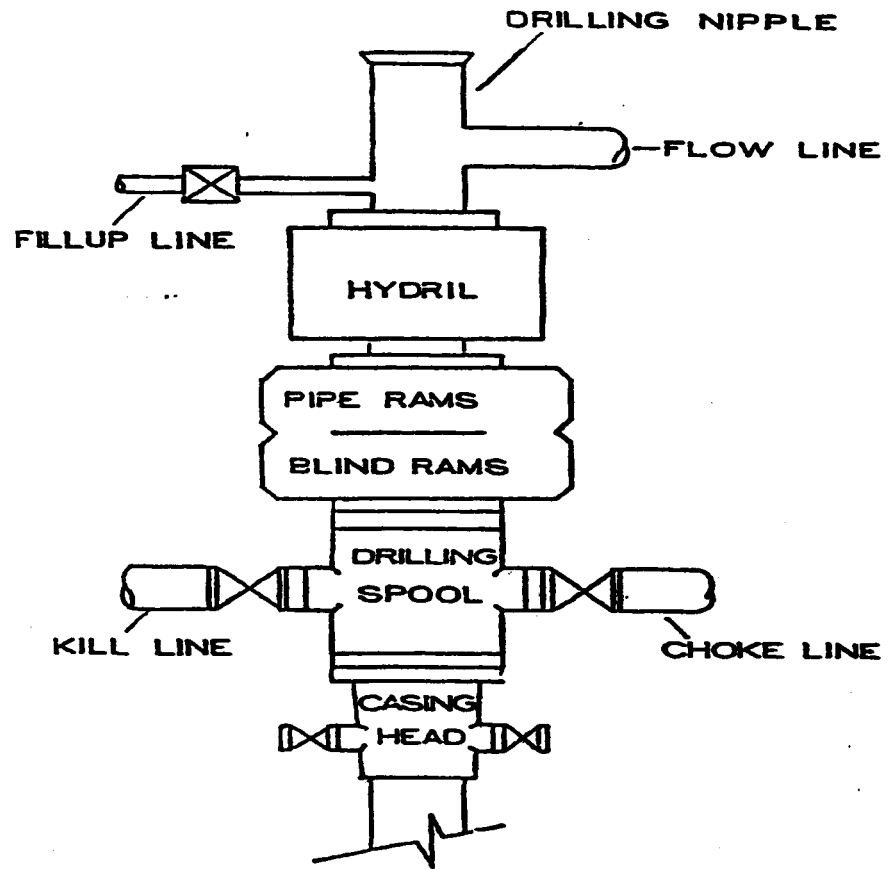 DRILLING NIPPLE
FLOW LINE
FILLUP LINE
HYDRIL
PIPE RAMS
BLIND RAMS
DRILLING
SPOOL
KILL LINE
CHOKE LINE
CASING
HEAD